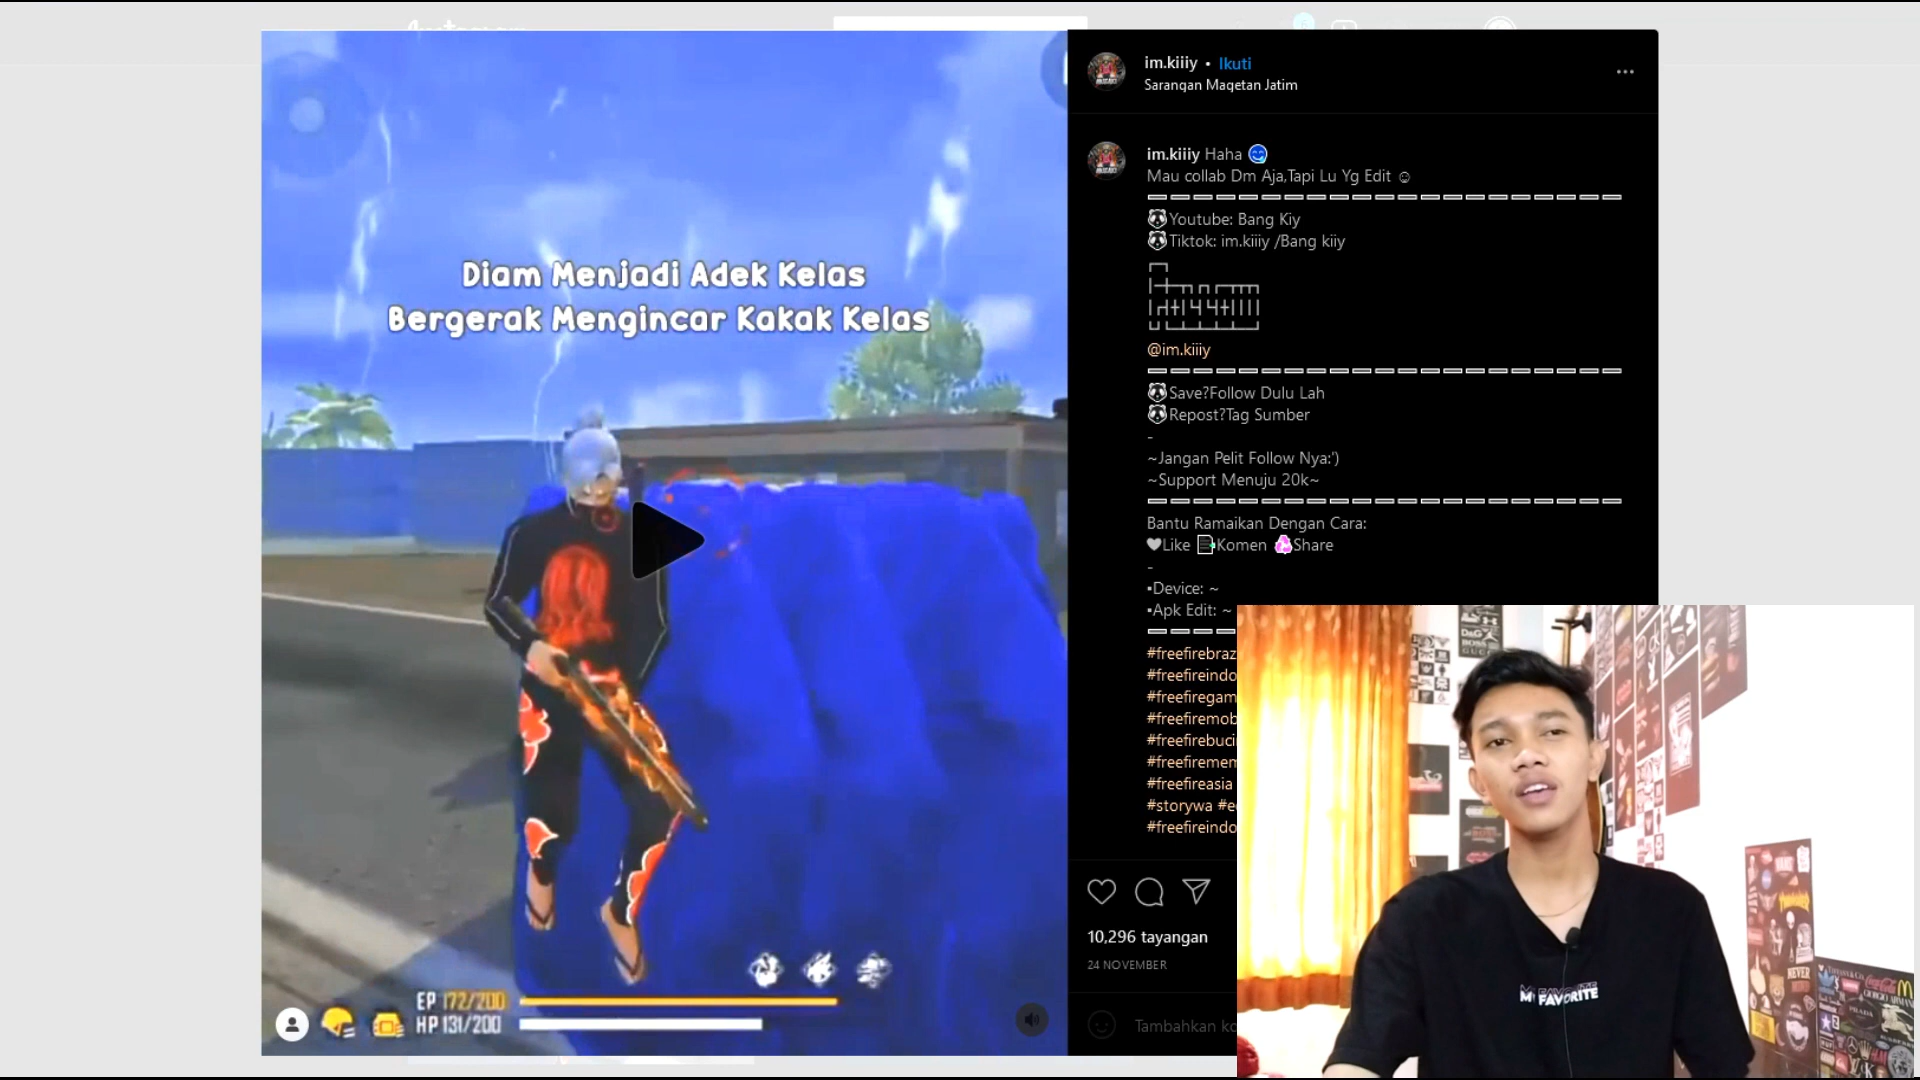 Diam Menjadi Adek Kelas
Bergerak Mengincar Kakak Kelas
EP 172/200
HP 131/200
im.kiiiy • Ikuti
Sarangan Magetan Jatim
im.kiiiy Haha 😊
Mau collab Dm Aja,Tapi Lu Yg Edit ☺
🐼Youtube: Bang Kiy
🐼Tiktok: im.kiiiy /Bang kiiy
@im.kiiiy
🐼Save?Follow Dulu Lah
🐼Repost?Tag Sumber
-
~Jangan Pelit Follow Nya:')
~Support Menuju 20k~
Bantu Ramaikan Dengan Cara:
Like Komen Share
-
▪Device: ~
▪Apk Edit: ~
#freefirebraz
#freefireindo
#freefiregam
#freefiremob
#freefirebuci
#freefiremem
#freefireasia
#storywa #e
#freefireindo
10,296 tayangan
24 NOVEMBER
Tambahkan ko
MY FAVORITE